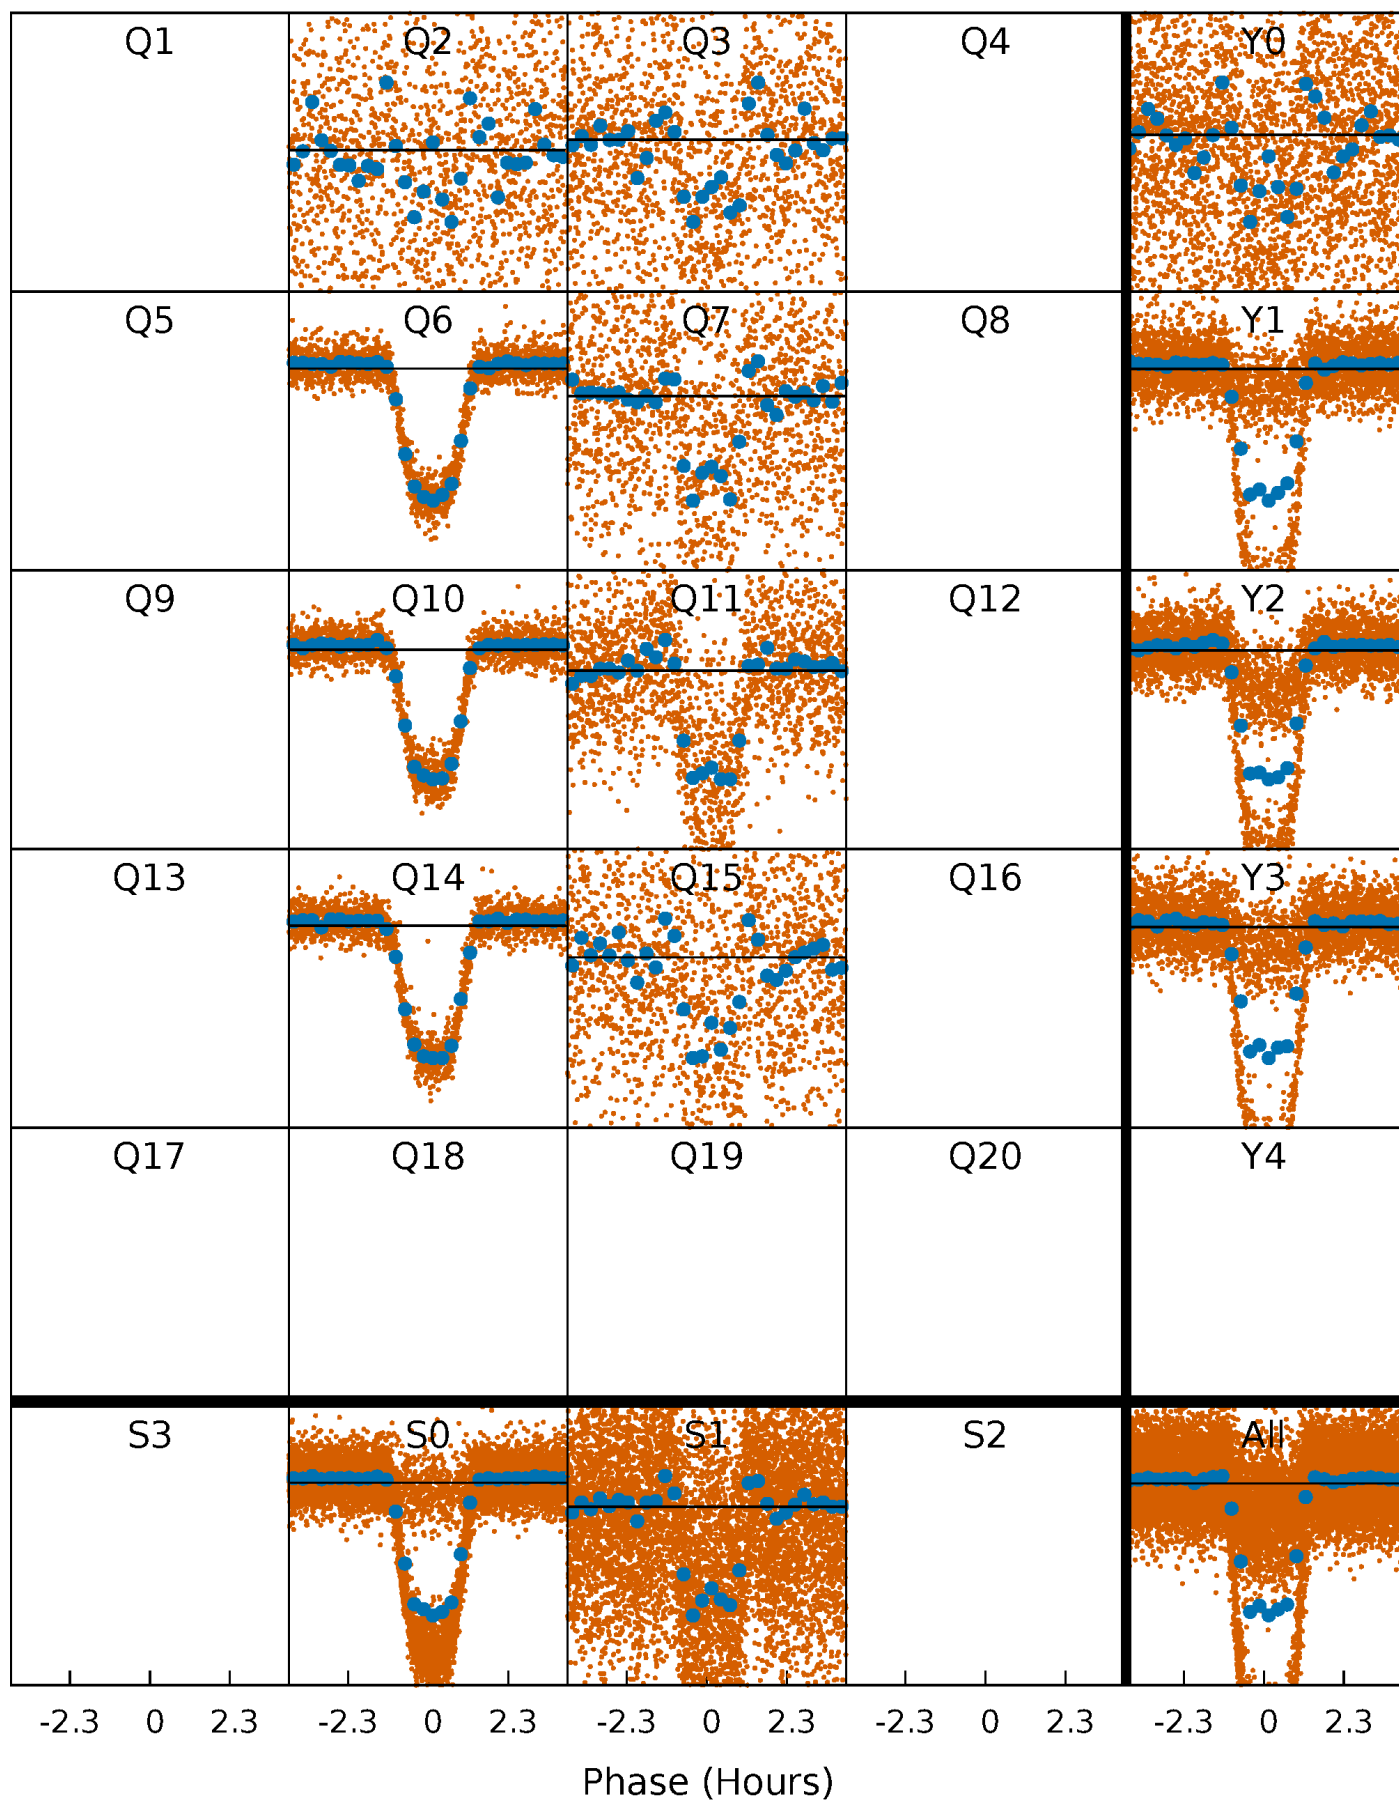 Q1 Q2 Q3 Q4 Y0
Q5 Q6 Q7 Q8 Y1
Q9 Q10 Q11 Q12 Y2
Q13 Q14 Q15 Q16 Y3
Q17 Q18 Q19 Q20 Y4
S3 S0 S1 S2 All
-2.3 0 2.3 -2.3 0 2.3 -2.3 0 2.3 -2.3 0 2.3 -2.3 0 2.3
Phase (Hours)